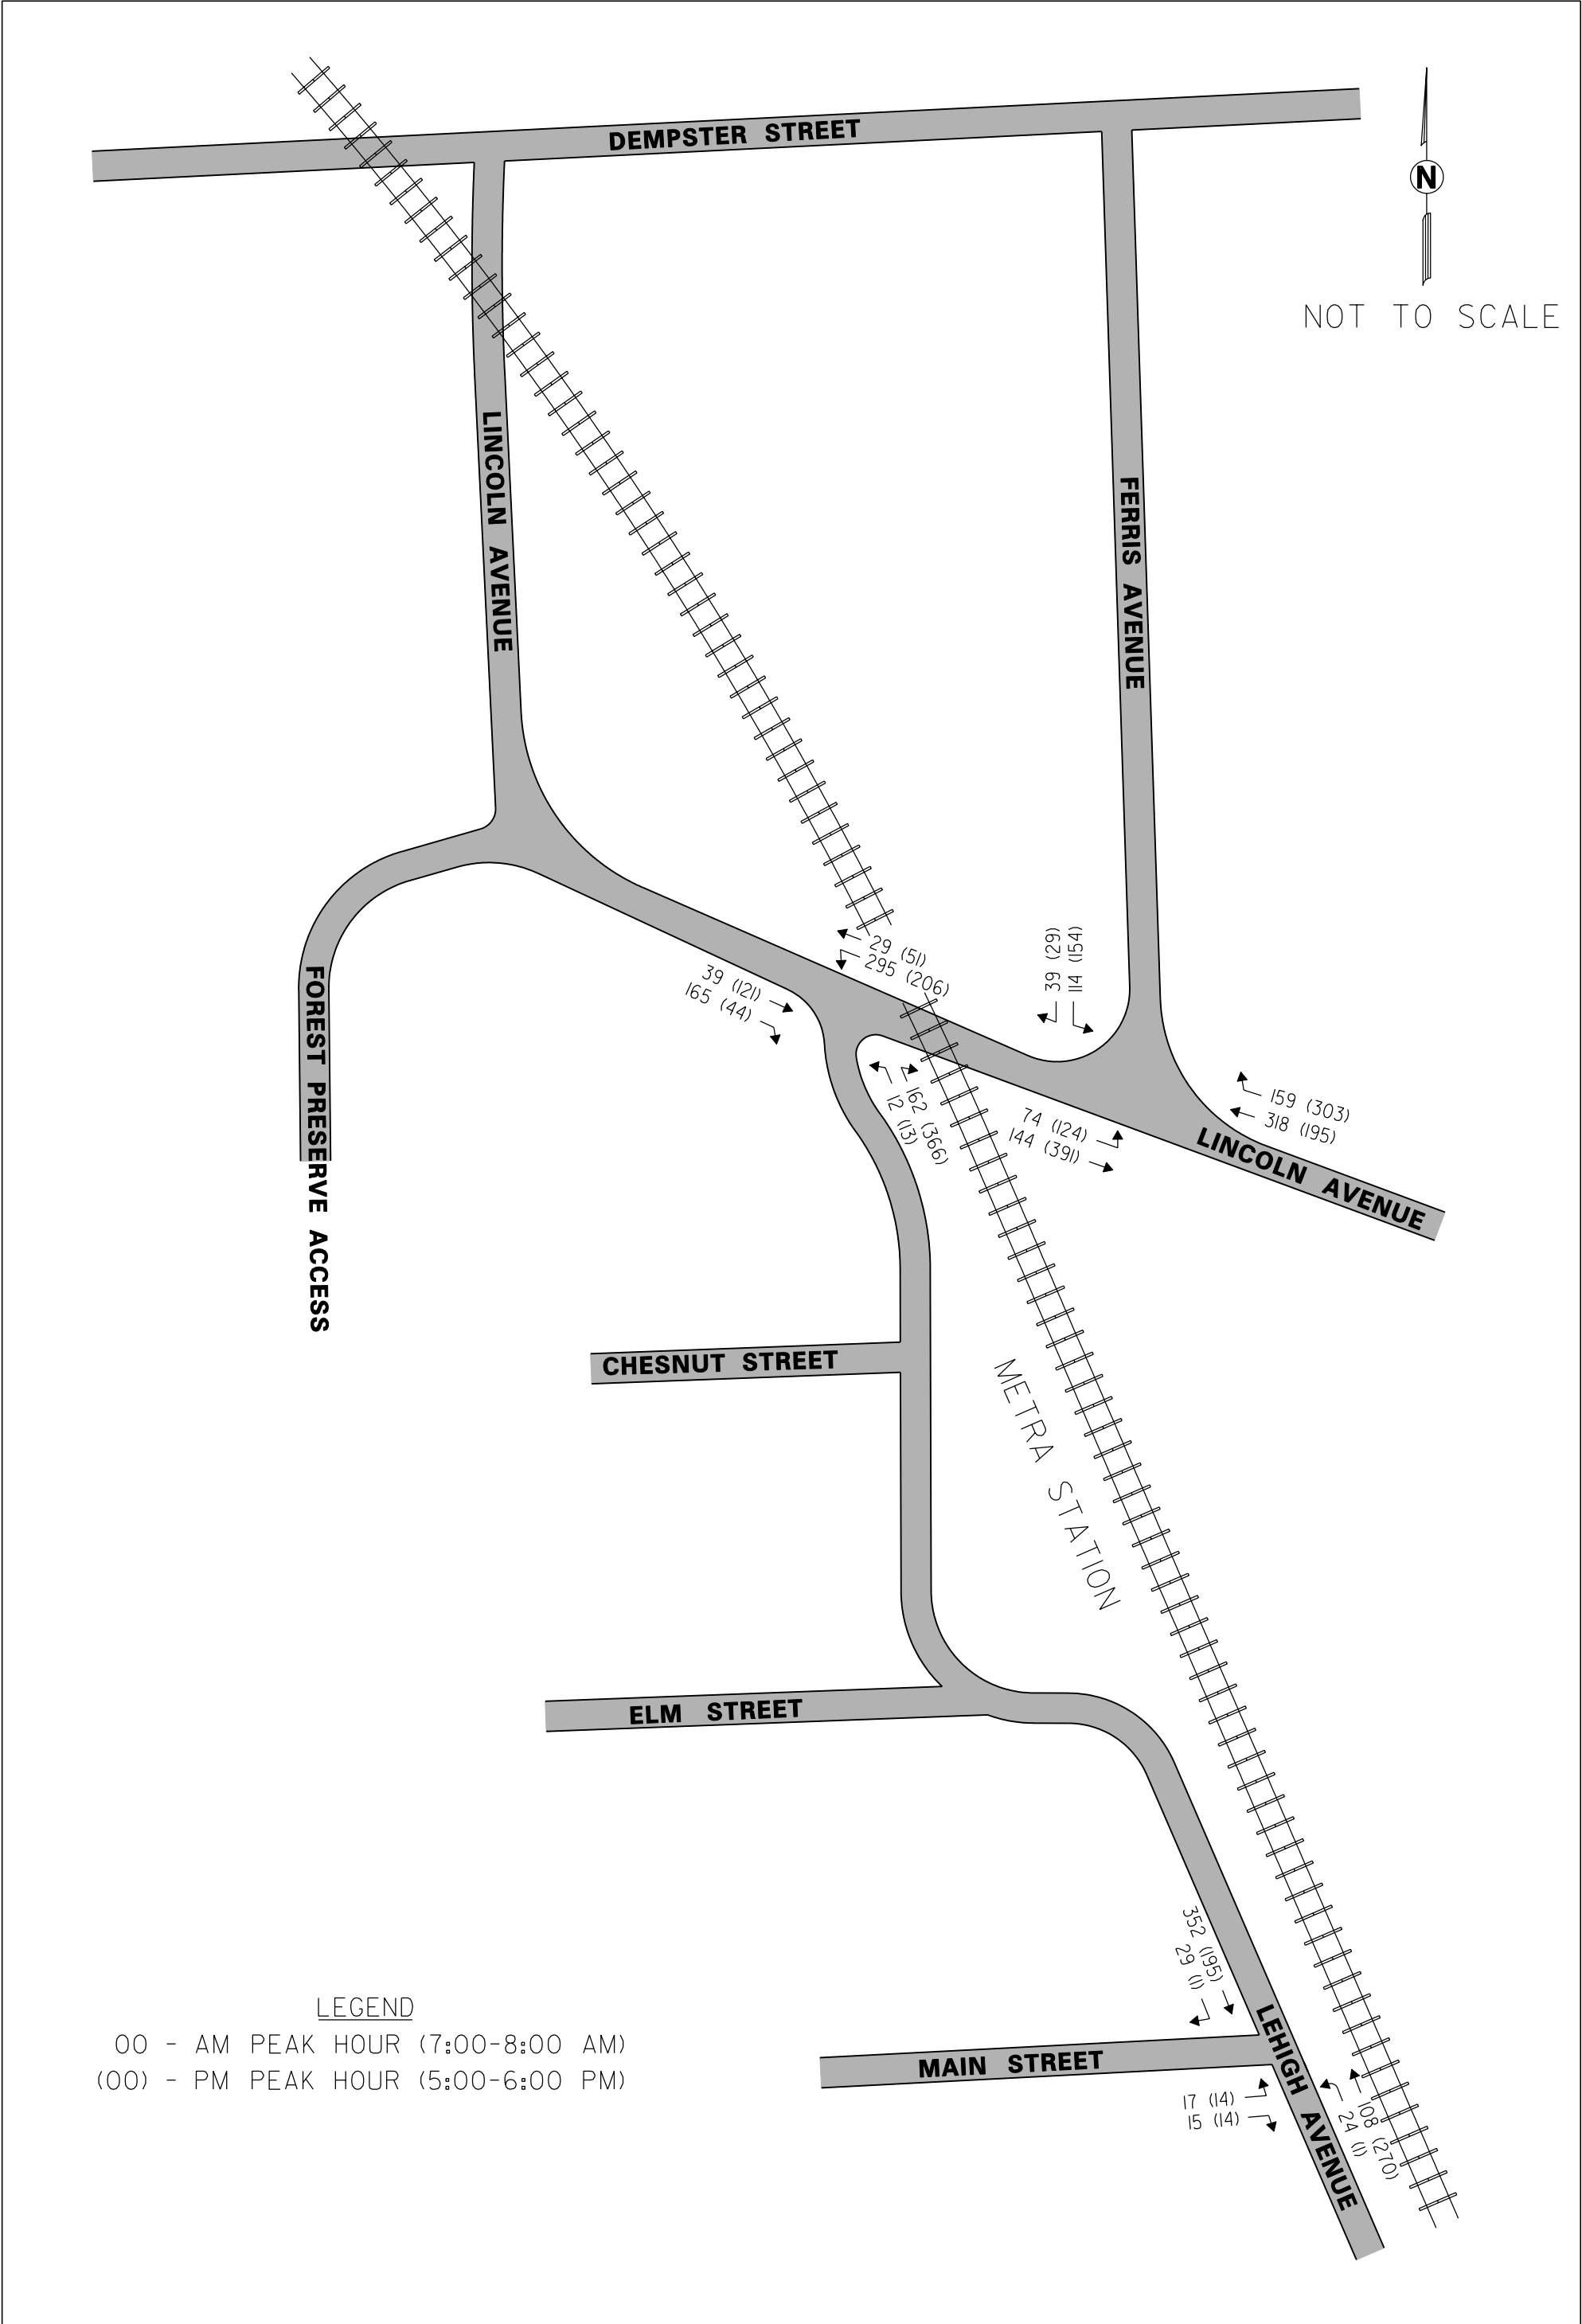 DEMPSTER STREET
N
NOT TO SCALE
LINCOLN AVENUE
FERRIS AVENUE
29 (51)
295 (206)
39 (29)
114 (154)
39 (121)
165 (44)
FOREST PRESERVE ACCESS
162 (366)
12 (13)
74 (124)
144 (391)
159 (303)
318 (195)
LINCOLN AVENUE
CHESNUT STREET
METRA STATION
ELM STREET
352 (195)
29 (1)
LEGEND
00 - AM PEAK HOUR (7:00-8:00 AM)
(00) - PM PEAK HOUR (5:00-6:00 PM)
MAIN STREET
LEHIGH AVENUE
17 (14)
15 (14)
108 (270)
24 (1)